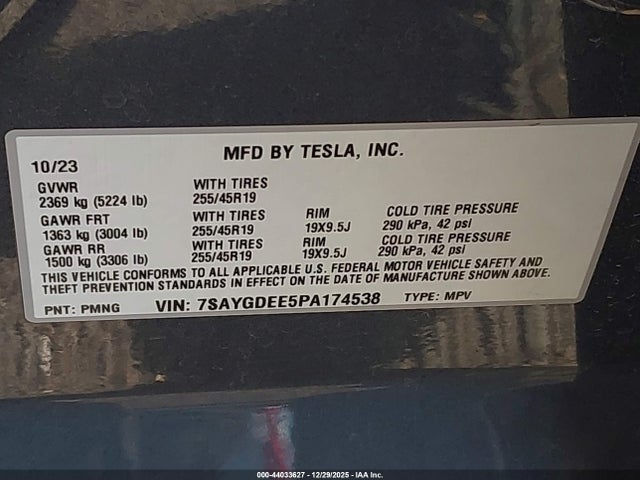 MFD BY TESLA, INC.
10/23
GVWR WITH TIRES
2369 kg (5224 lb) 255/45R19
GAWR FRT WITH TIRES RIM COLD TIRE PRESSURE
1363 kg (3004 lb) 255/45R19 19X9.5J 290 kPa, 42 psi
GAWR RR WITH TIRES RIM COLD TIRE PRESSURE
1500 kg (3306 lb) 255/45R19 19X9.5J 290 kPa, 42 psi
THIS VEHICLE CONFORMS TO ALL APPLICABLE U.S. FEDERAL MOTOR VEHICLE SAFETY AND
THEFT PREVENTION STANDARDS IN EFFECT ON THE DATE OF MANUFACTURE SHOWN ABOVE.
PNT: PMNG VIN: 7SAYGDEE5PA174538 TYPE: MPV
000-44033627 - 12/29/2025 - IAA Inc.